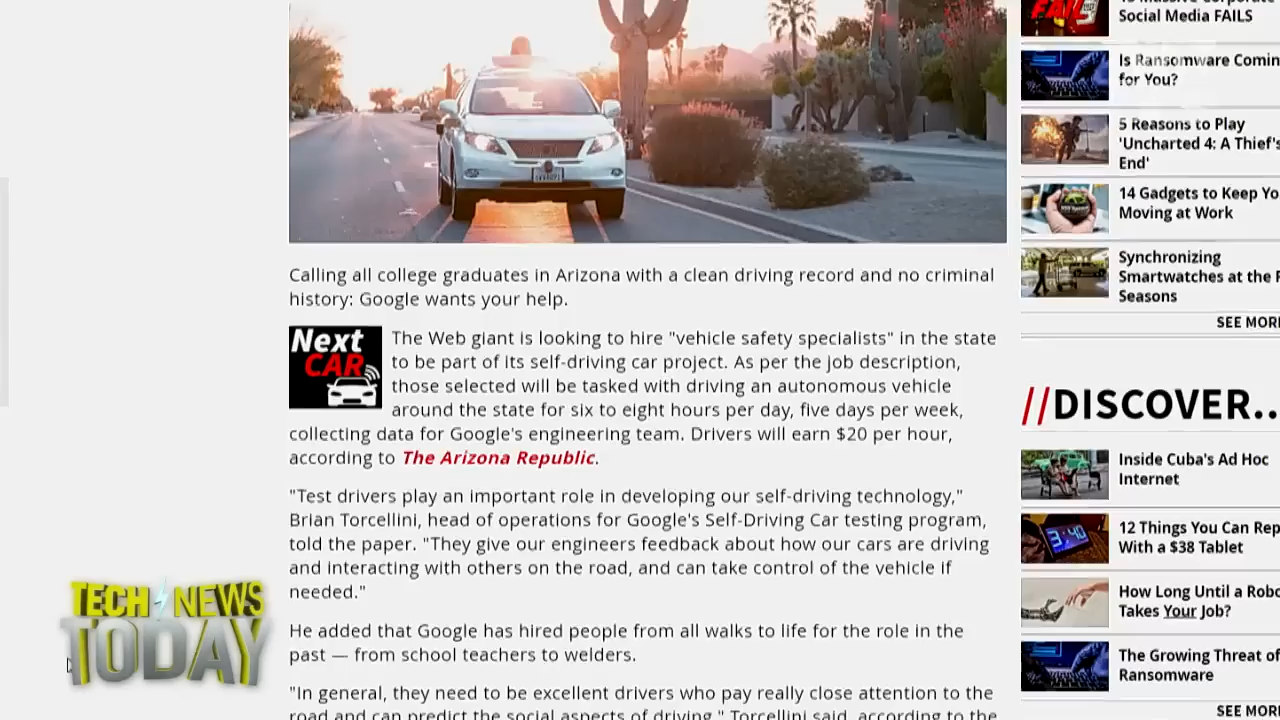 Calling all college graduates in Arizona with a clean driving record and no criminal
history: Google wants your help.
Next
CAR
The Web giant is looking to hire "vehicle safety specialists" in the state
to be part of its self-driving car project. As per the job description,
those selected will be tasked with driving an autonomous vehicle
around the state for six to eight hours per day, five days per week,
collecting data for Google's engineering team. Drivers will earn $20 per hour,
according to The Arizona Republic.
"Test drivers play an important role in developing our self-driving technology,"
Brian Torcellini, head of operations for Google's Self-Driving Car testing program,
told the paper. "They give our engineers feedback about how our cars are driving
and interacting with others on the road, and can take control of the vehicle if
needed."
He added that Google has hired people from all walks to life for the role in the
past — from school teachers to welders.
"In general, they need to be excellent drivers who pay really close attention to the
road and can predict the social aspects of driving," Torcellini said, according to the
FAIL
Social Media FAILS
Is Ransomware Comin
for You?
5 Reasons to Play
'Uncharted 4: A Thief's
End'
14 Gadgets to Keep Yo
Moving at Work
Synchronizing
Smartwatches at the R
Seasons
SEE MOR
//DISCOVER..
Inside Cuba's Ad Hoc
Internet
12 Things You Can Rep
With a $38 Tablet
3:40
How Long Until a Robo
Takes Your Job?
The Growing Threat of
Ransomware
SEE MOR
TECH NEWS
TODAY